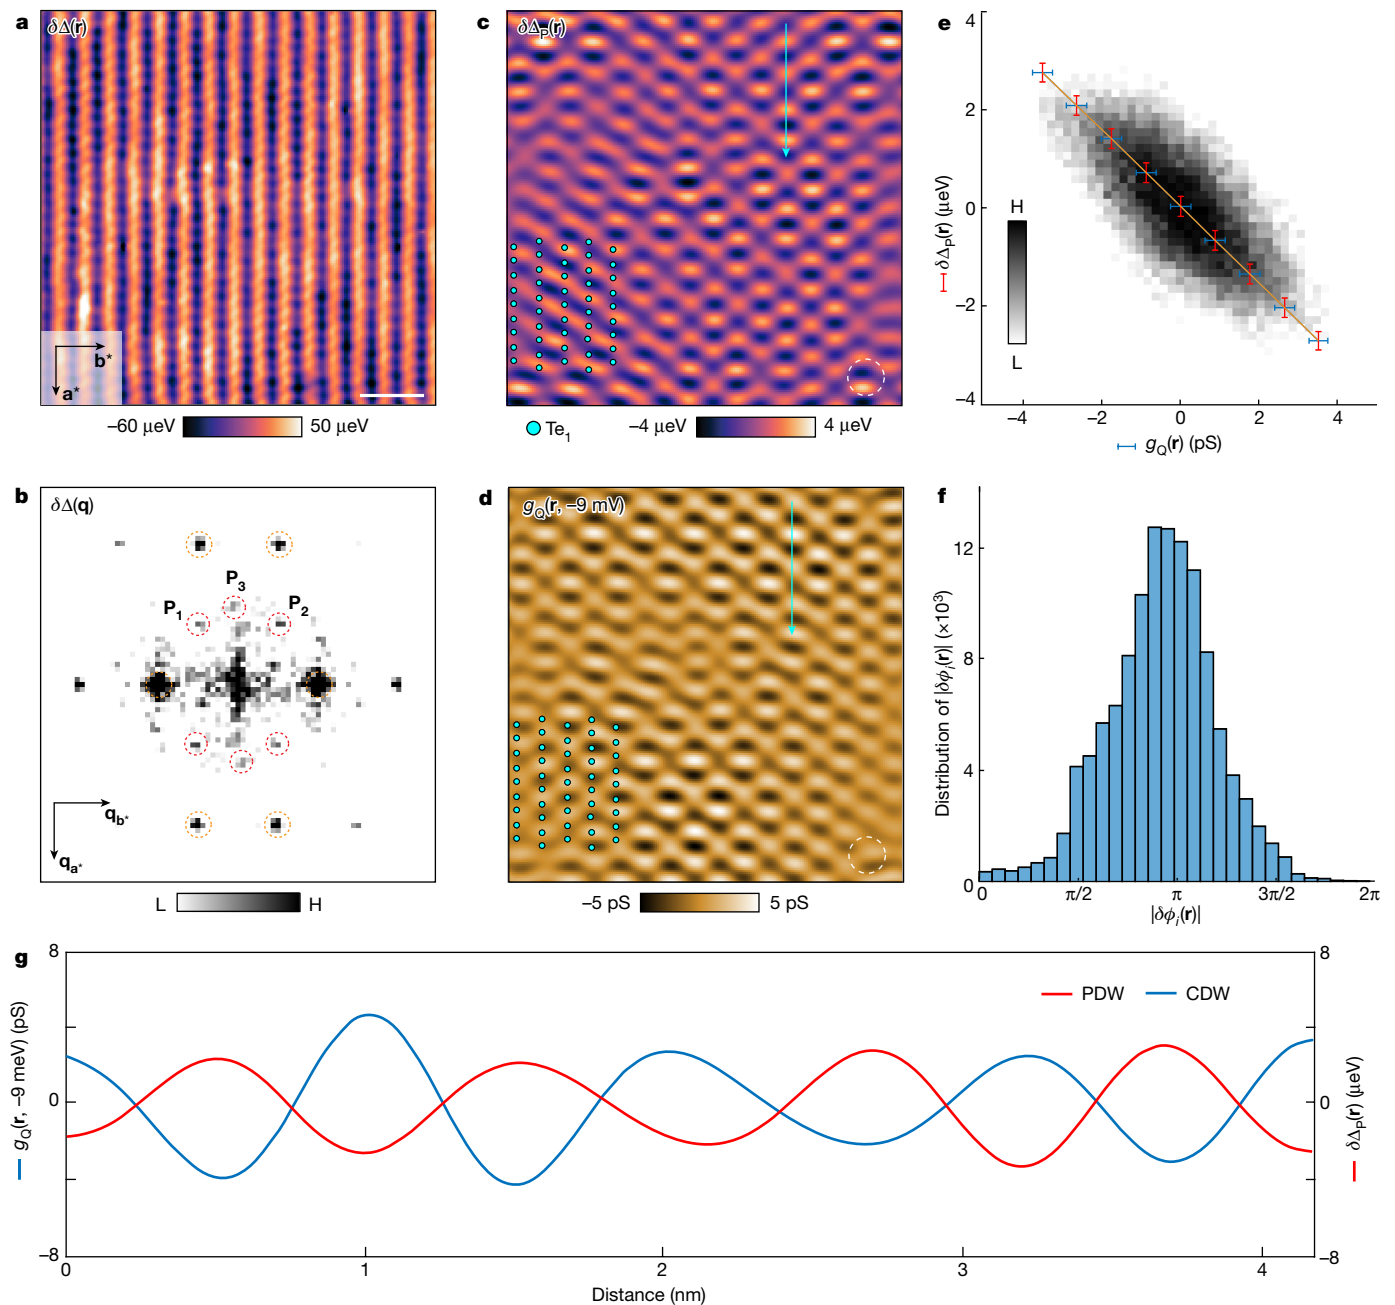 a
δΔ(r)
b*
a*
−60 μeV
50 μeV
c
δΔP(r)
Te1
−4 μeV
4 μeV
e
4
2
0
−2
−4
δΔP(r) (μeV)
H
L
−4
−2
0
2
4
gQ(r) (pS)
b
δΔ(q)
P3
P1
P2
qb*
qa*
L
H
d
gQ(r, −9 mV)
−5 pS
5 pS
f
12
8
4
0
Distribution of |δϕi(r)| (×10³)
0
π/2
π
3π/2
2π
|δϕi(r)|
g
8
0
−8
gQ(r, −9 meV) (pS)
PDW
CDW
8
0
−8
δΔP(r) (μeV)
0
1
2
3
4
Distance (nm)